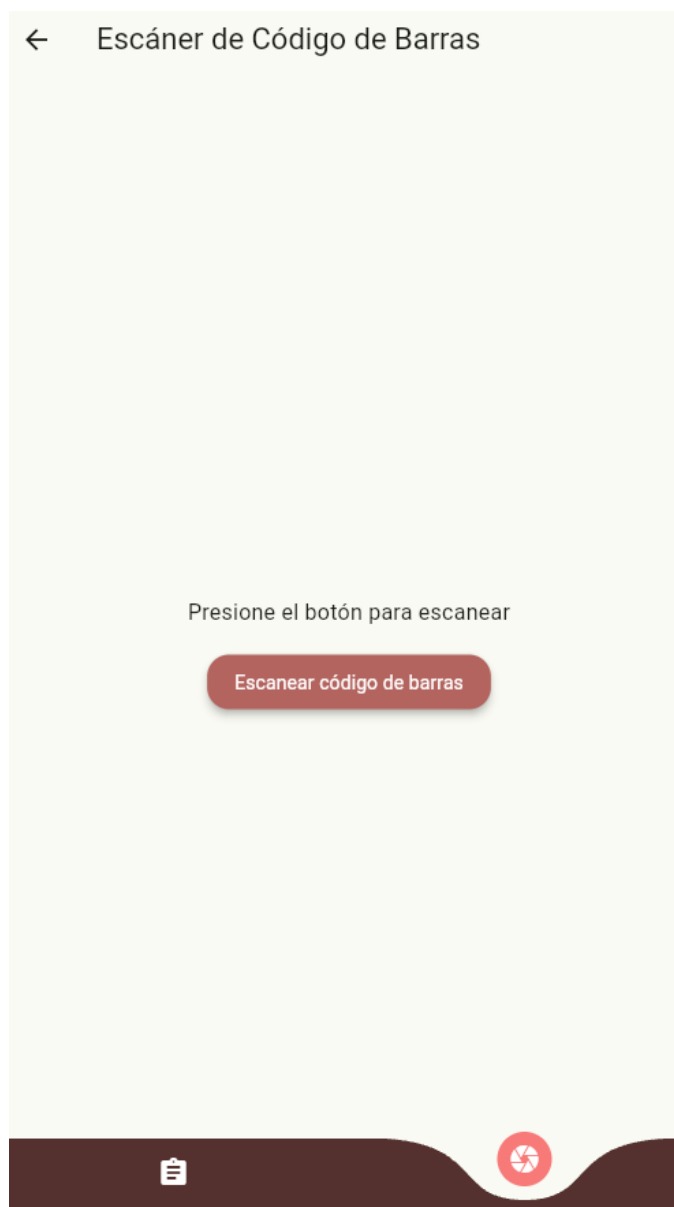 Escáner de Código de Barras
Presione el botón para escanear
Escanear código de barras